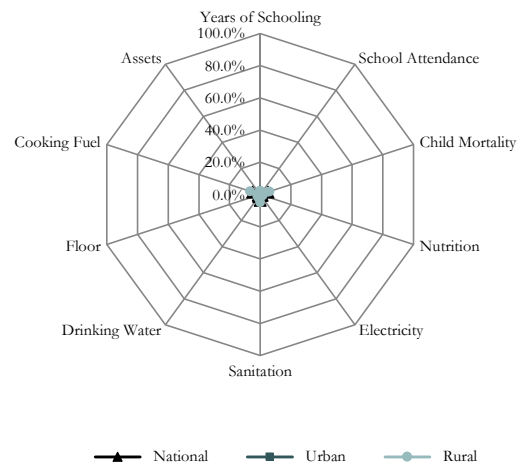 Years of Schooling
100.0%
Assets
School Attendance
80.0%
60.0%
Cooking Fuel
Child Mortality
40.0%
20.0%
0.0%
Floor
Nutrition
Drinking Water
Electricity
Sanitation
National Urban Rural